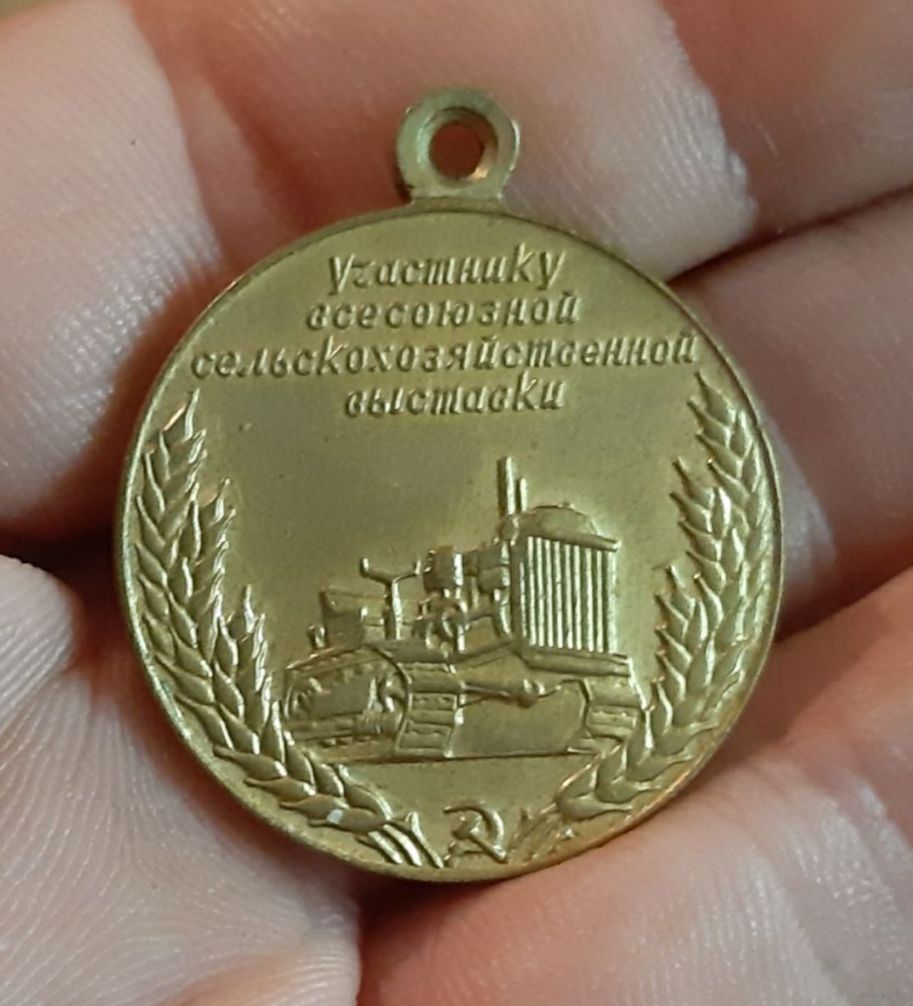 Участнику
всесоюзной
сельскохозяйственной
выставки